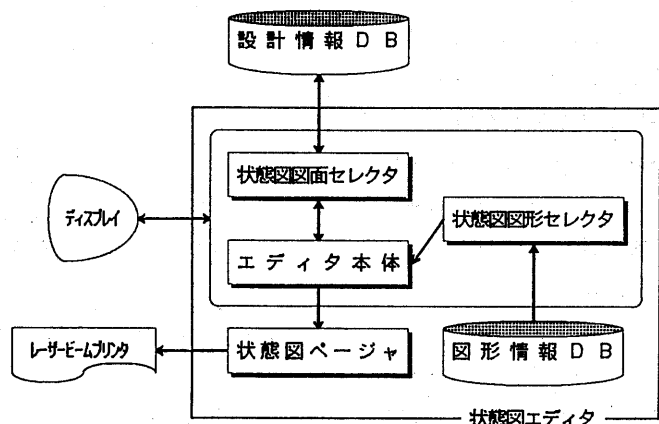 設計情報DB
状態図図面セレクタ
ディスプレイ
状態図図形セレクタ
エディタ本体
レーザービームプリンタ
状態図ページャ
図形情報DB
状態図エディタ